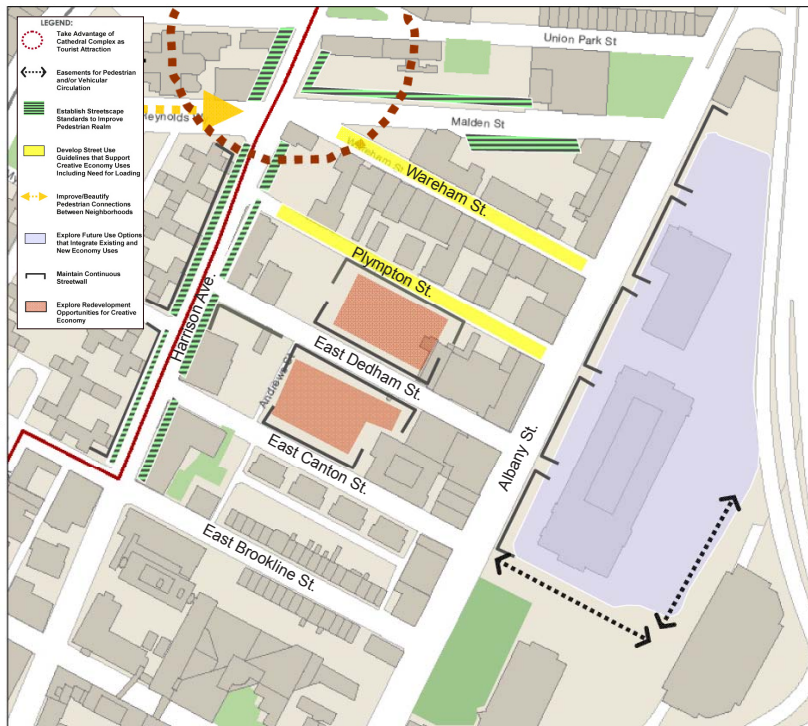 LEGEND:
Take Advantage of
Cathedral Complex as
Tourist Attraction
Easements for Pedestrian
and/or Vehicular
Circulation
Establish Streetscape
Standards to Improve
Pedestrian Realm
Develop Street Use
Guidelines that Support
Creative Economy Uses
Including Need for Loading
Improve/Beautify
Pedestrian Connections
Between Neighborhoods
Explore Future Use Options
that Integrate Existing and
New Economy Uses
Maintain Continuous
Streetwall
Explore Redevelopment
Opportunities for Creative
Economy
Union Park St
Malden St
Reynolds
Wareham St
Wareham St.
Plympton St.
Harrison Ave.
East Dedham St.
Andrews St
East Canton St.
Albany St.
East Brookline St.